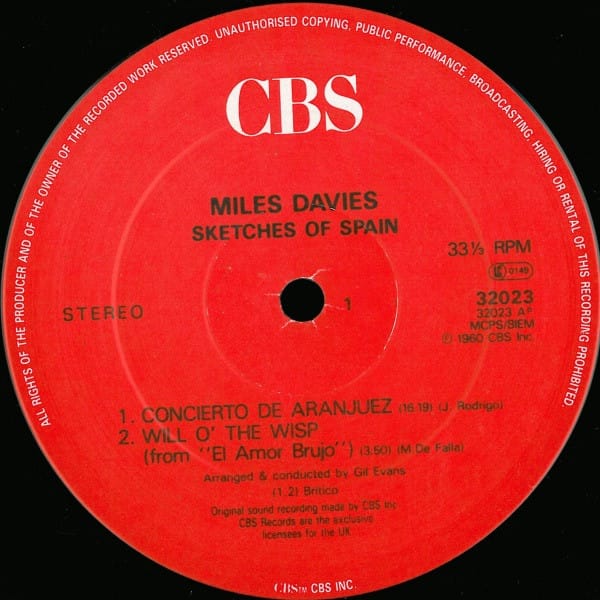 ALL RIGHTS OF THE PRODUCER AND OF THE OWNER OF THE RECORDED WORK RESERVED. UNAUTHORISED COPYING, PUBLIC PERFORMANCE, BROADCASTING, HIRING OR RENTAL OF THIS RECORDING PROHIBITED.
CBS
MILES DAVIES
SKETCHES OF SPAIN
33⅓ RPM
LC 0149
STEREO
1
32023
32023 A
MCPS/BIEM
℗ 1960 CBS Inc.
1. CONCIERTO DE ARANJUEZ (16.19) (J. Rodrigo)
2. WILL O' THE WISP
(from ''El Amor Brujo'') (3.50) (M De Falla)
Arranged & conducted by Gil Evans
(1,2) Britico
Original sound recording made by CBS Inc
CBS Records are the exclusive
licensees for the UK
CBS™ CBS INC.